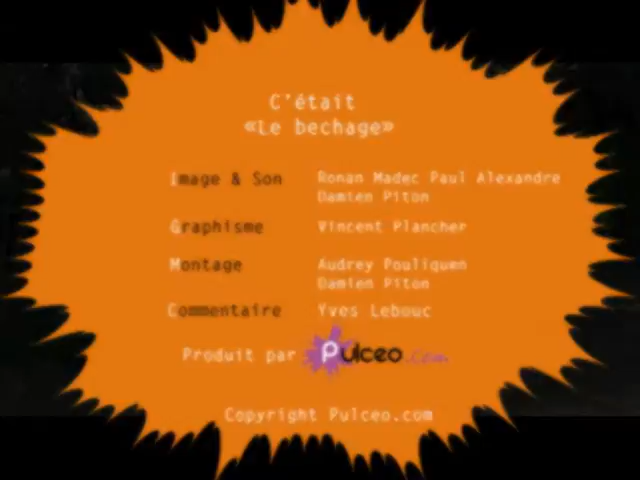 C'était
«Le bechage»
Image & Son Ronan Madec Paul Alexandre
Damien Piton
Graphisme Vincent Plancher
Montage Audrey Pouliquen
Damien Piton
Commentaire Yves Lebouc
Produit par Pulceo.com
Copyright Pulceo.com